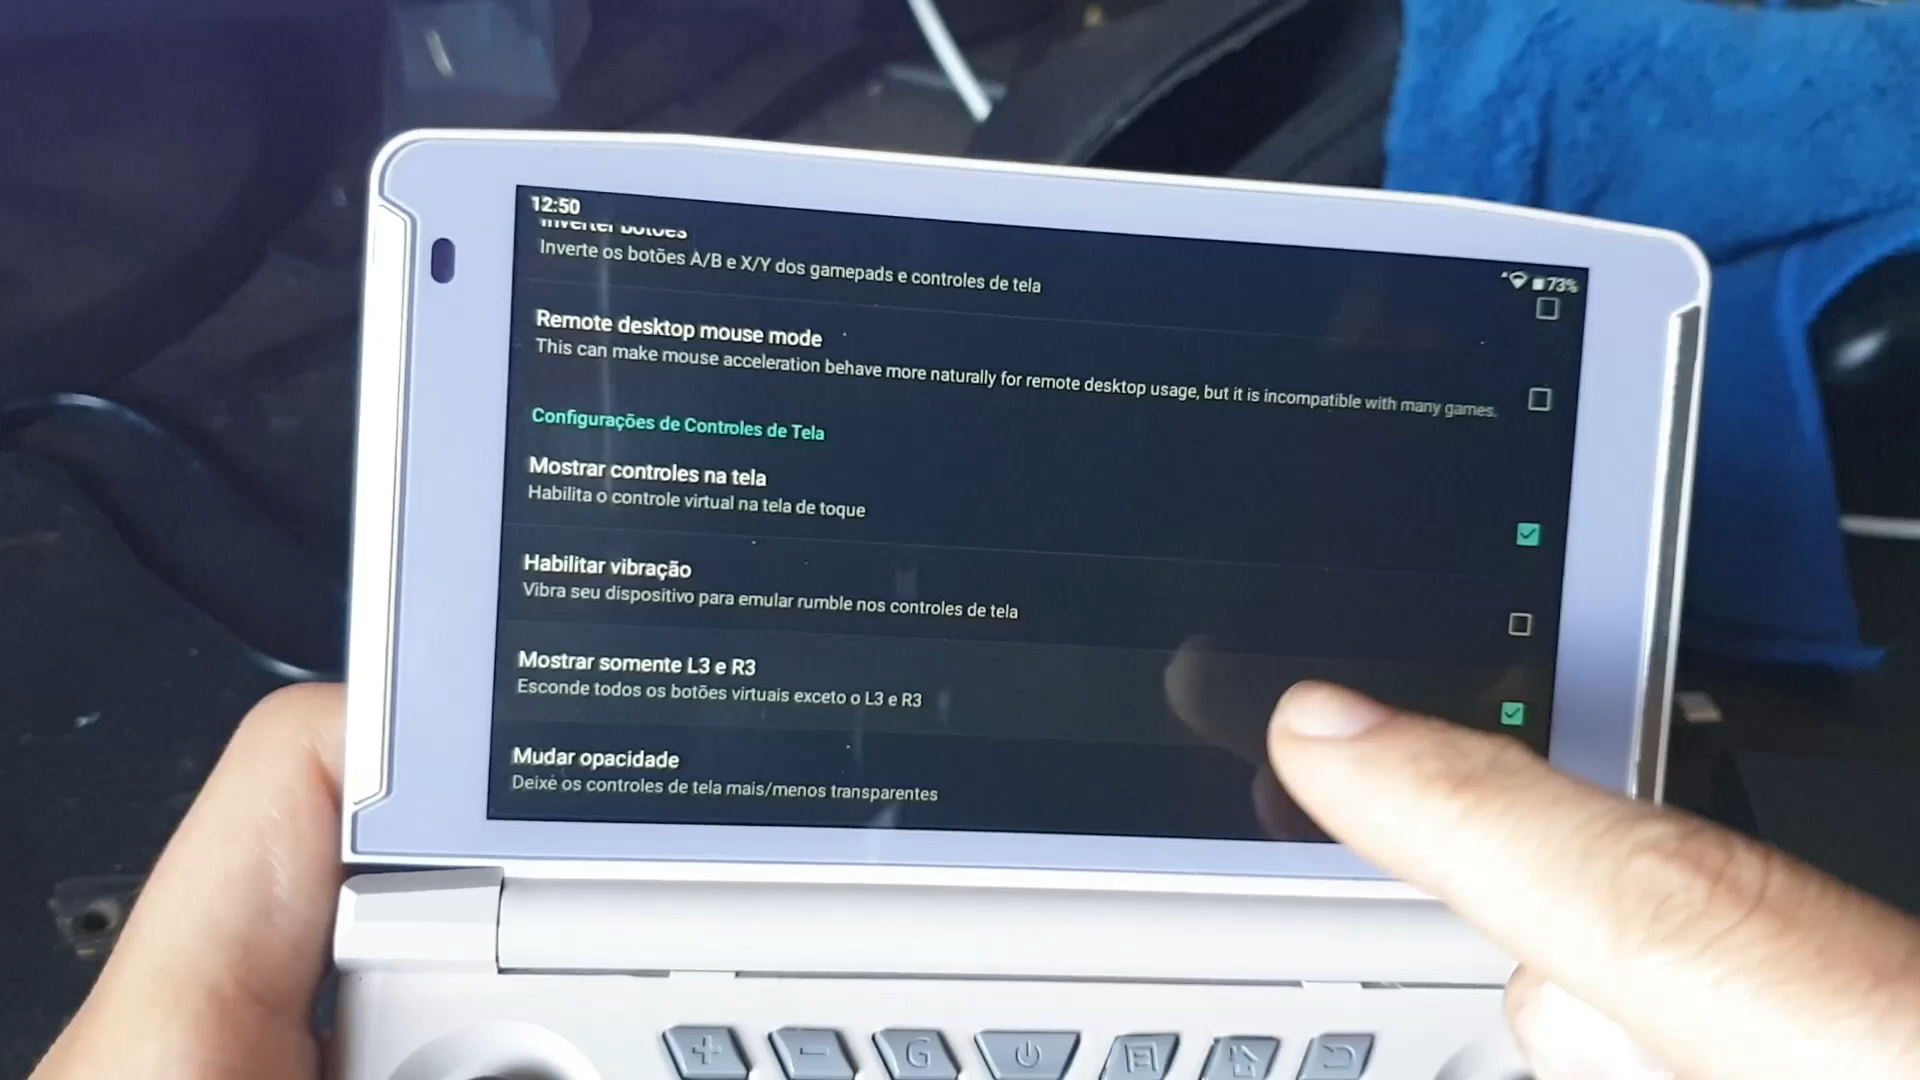 12:50
73%
Inverter botões
Inverte os botões A/B e X/Y dos gamepads e controles de tela
Remote desktop mouse mode
This can make mouse acceleration behave more naturally for remote desktop usage, but it is incompatible with many games.
Configurações de Controles de Tela
Mostrar controles na tela
Habilita o controle virtual na tela de toque
Habilitar vibração
Vibra seu dispositivo para emular rumble nos controles de tela
Mostrar somente L3 e R3
Esconde todos os botões virtuais exceto o L3 e R3
Mudar opacidade
Deixe os controles de tela mais/menos transparentes
+ - G